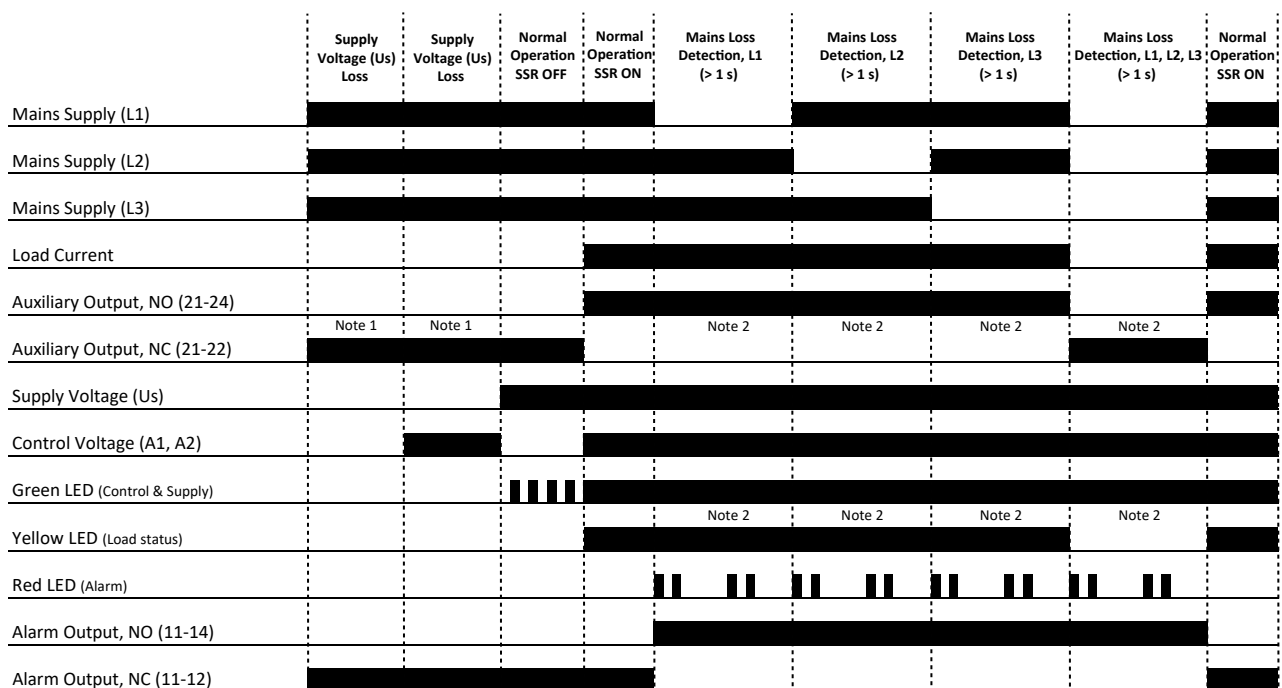 Supply Voltage (Us) Loss
Supply Voltage (Us) Loss
Normal Operation SSR OFF
Normal Operation SSR ON
Mains Loss Detection, L1 (> 1 s)
Mains Loss Detection, L2 (> 1 s)
Mains Loss Detection, L3 (> 1 s)
Mains Loss Detection, L1, L2, L3 (> 1 s)
Normal Operation SSR ON
Mains Supply (L1)
Mains Supply (L2)
Mains Supply (L3)
Load Current
Auxiliary Output, NO (21-24)
Note 1 Note 1 Note 2 Note 2 Note 2 Note 2
Auxiliary Output, NC (21-22)
Supply Voltage (Us)
Control Voltage (A1, A2)
Green LED (Control & Supply)
Note 2 Note 2 Note 2 Note 2
Yellow LED (Load status)
Red LED (Alarm)
Alarm Output, NO (11-14)
Alarm Output, NC (11-12)